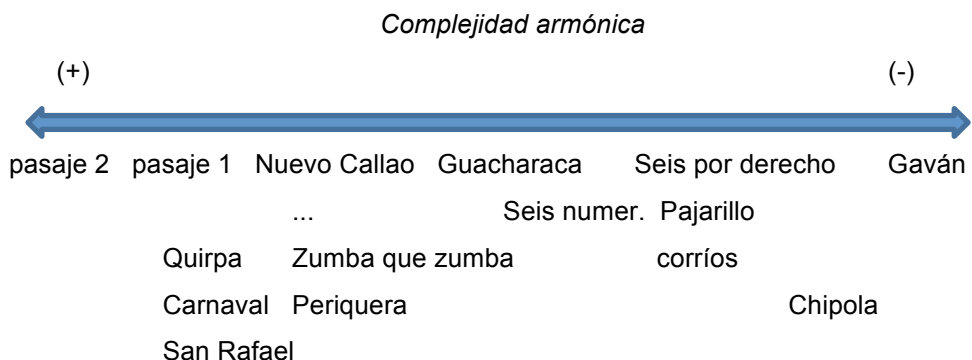 Complejidad armónica
(+) (-)
pasaje 2 pasaje 1 Nuevo Callao Guacharaca Seis por derecho Gaván
... Seis numer. Pajarillo
Quirpa Zumba que zumba corríos
Carnaval Periquera Chipola
San Rafael